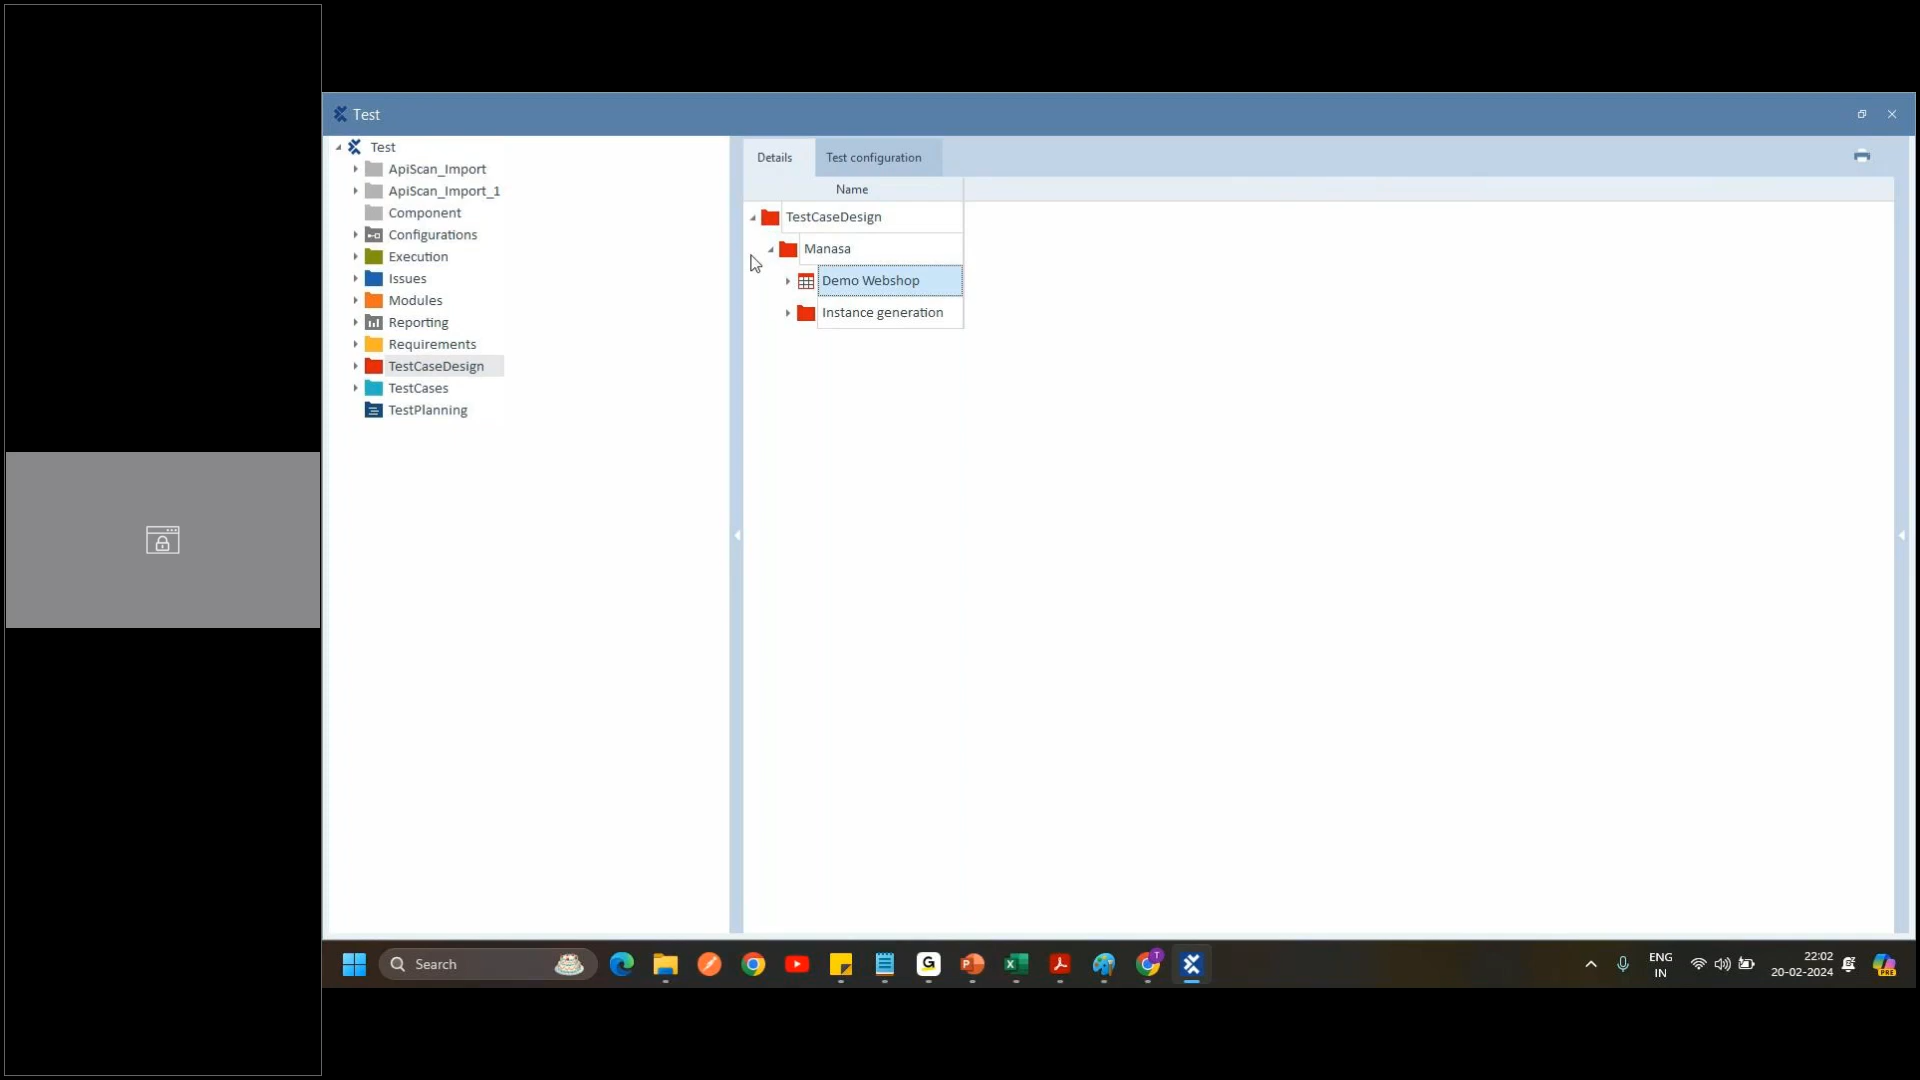 Test
Test
ApiScan_Import
ApiScan_Import_1
Component
Configurations
Execution
Issues
Modules
Reporting
Requirements
TestCaseDesign
TestCases
TestPlanning
Details
Test configuration
Name
TestCaseDesign
Manasa
Demo Webshop
Instance generation
Search
T
ENG
IN
22:02
20-02-2024
PRE